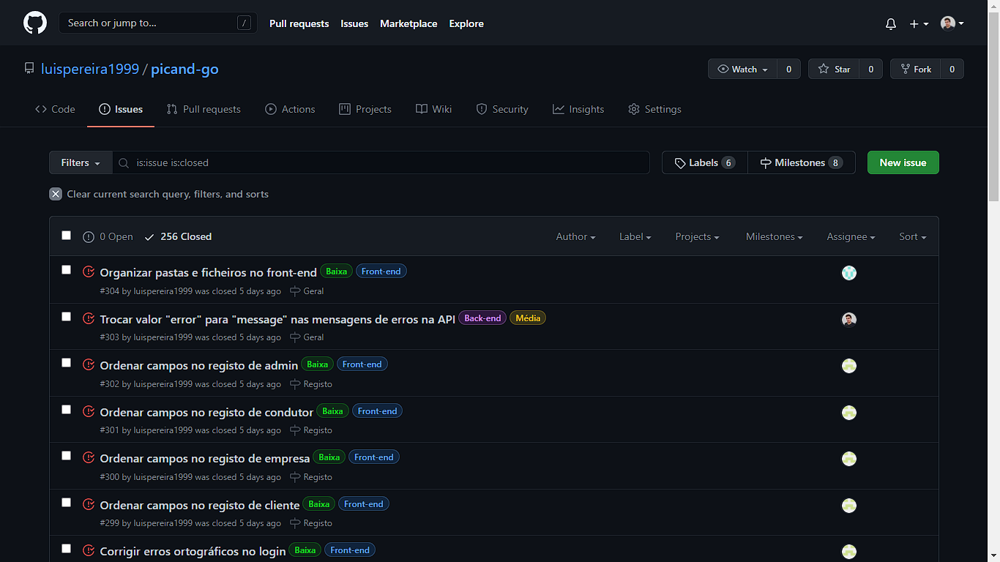 Search or jump to... / Pull requests Issues Marketplace Explore
luispereira1999 / picand-go Watch 0 Star 0 Fork 0
Code Issues Pull requests Actions Projects Wiki Security Insights Settings
Filters is:issue is:closed Labels 6 Milestones 8 New issue
Clear current search query, filters, and sorts
0 Open 256 Closed Author Label Projects Milestones Assignee Sort
Organizar pastas e ficheiros no front-end Baixa Front-end
#304 by luispereira1999 was closed 5 days ago Geral
Trocar valor "error" para "message" nas mensagens de erros na API Back-end Média
#303 by luispereira1999 was closed 5 days ago Geral
Ordenar campos no registo de admin Baixa Front-end
#302 by luispereira1999 was closed 5 days ago Registo
Ordenar campos no registo de condutor Baixa Front-end
#301 by luispereira1999 was closed 5 days ago Registo
Ordenar campos no registo de empresa Baixa Front-end
#300 by luispereira1999 was closed 5 days ago Registo
Ordenar campos no registo de cliente Baixa Front-end
#299 by luispereira1999 was closed 5 days ago Registo
Corrigir erros ortográficos no login Baixa Front-end